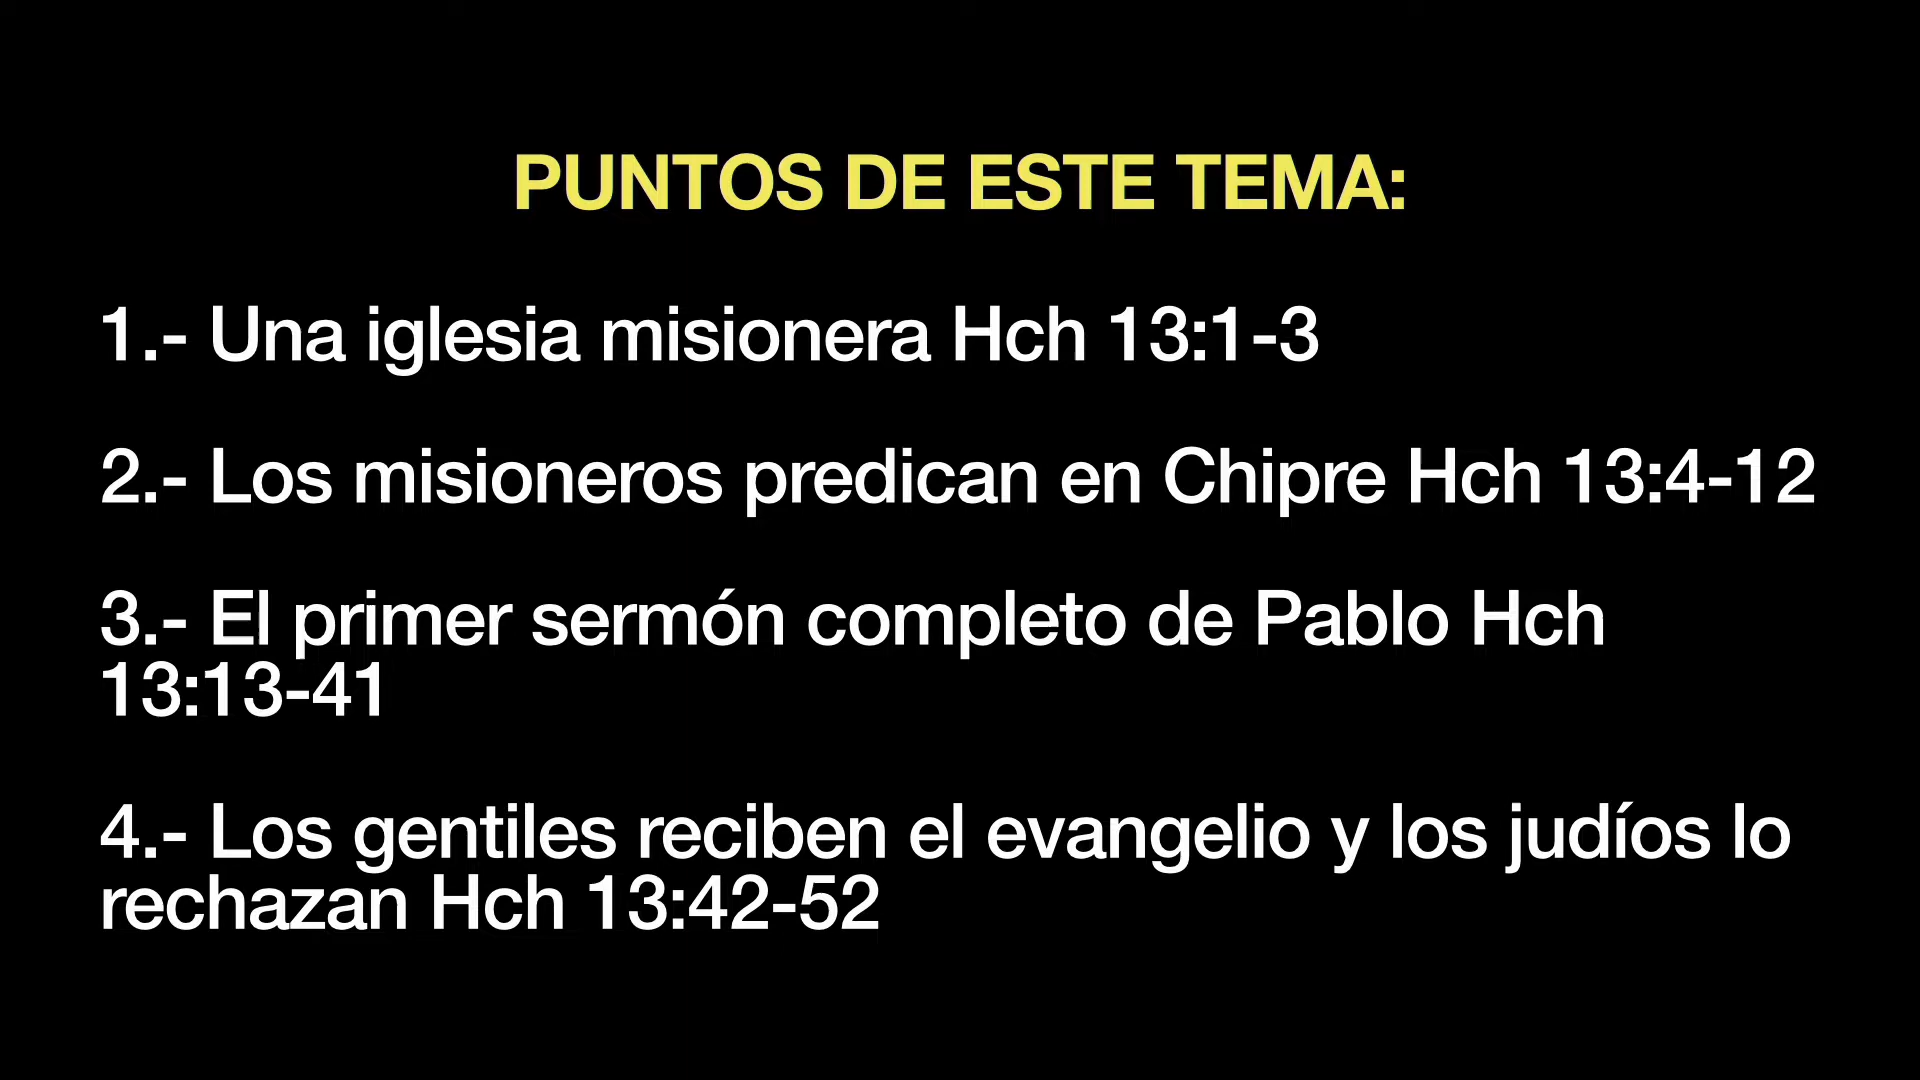 PUNTOS DE ESTE TEMA:
1.- Una iglesia misionera Hch 13:1-3
2.- Los misioneros predican en Chipre Hch 13:4-12
3.- El primer sermón completo de Pablo Hch
13:13-41
4.- Los gentiles reciben el evangelio y los judíos lo
rechazan Hch 13:42-52